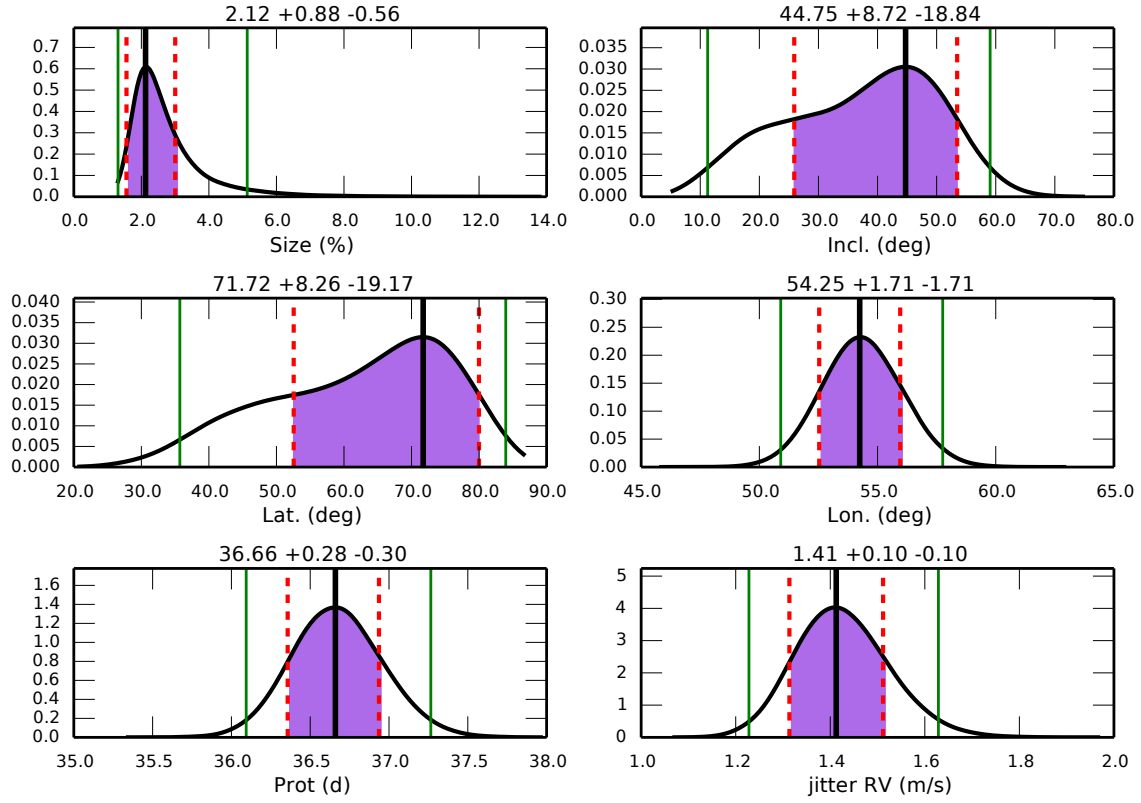 2.12 +0.88 -0.56
0.7
0.6
0.5
0.4
0.3
0.2
0.1
0.0
0.0 2.0 4.0 6.0 8.0 10.0 12.0 14.0
Size (%)
44.75 +8.72 -18.84
0.035
0.030
0.025
0.020
0.015
0.010
0.005
0.000
0.0 10.0 20.0 30.0 40.0 50.0 60.0 70.0 80.0
Incl. (deg)
71.72 +8.26 -19.17
0.040
0.035
0.030
0.025
0.020
0.015
0.010
0.005
0.000
20.0 30.0 40.0 50.0 60.0 70.0 80.0 90.0
Lat. (deg)
54.25 +1.71 -1.71
0.30
0.25
0.20
0.15
0.10
0.05
0.00
45.0 50.0 55.0 60.0 65.0
Lon. (deg)
36.66 +0.28 -0.30
1.6
1.4
1.2
1.0
0.8
0.6
0.4
0.2
0.0
35.0 35.5 36.0 36.5 37.0 37.5 38.0
Prot (d)
1.41 +0.10 -0.10
5
4
3
2
1
0
1.0 1.2 1.4 1.6 1.8 2.0
jitter RV (m/s)